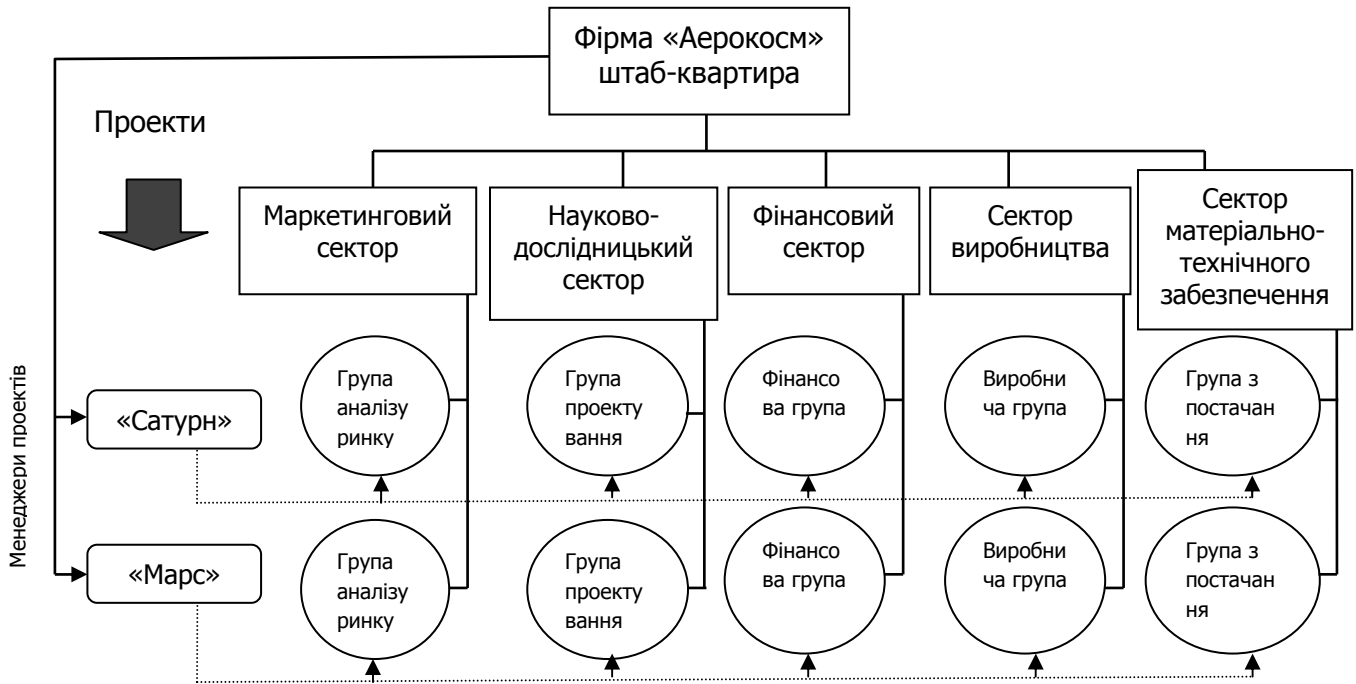 Фірма «Аерокосм»
штаб-квартира
Проекти
Маркетинговий
сектор
Науково-
дослідницький
сектор
Фінансовий
сектор
Сектор
виробництва
Сектор
матеріально-
технічного
забезпечення
Менеджери проектів
«Сатурн»
Група
аналізу
ринку
Група
проекту
вання
Фінансо
ва група
Виробни
ча група
Група з
постачан
ня
«Марс»
Група
аналізу
ринку
Група
проекту
вання
Фінансо
ва група
Виробни
ча група
Група з
постачан
ня